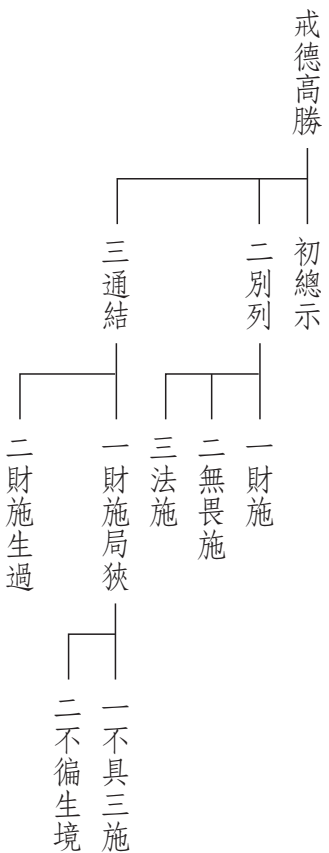 戒德高勝
初總示
二別列
三通結
一財施
二無畏施
三法施
一財施局狹
二財施生過
一不具三施
二不徧生境